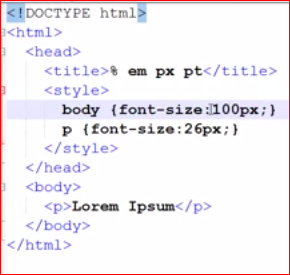 <!DOCTYPE html>
<html>
<head>
<title>% em px pt</title>
<style>
body {font-size:100px;}
p {font-size:26px;}
</style>
</head>
<body>
<p>Lorem Ipsum</p>
</body>
</html>